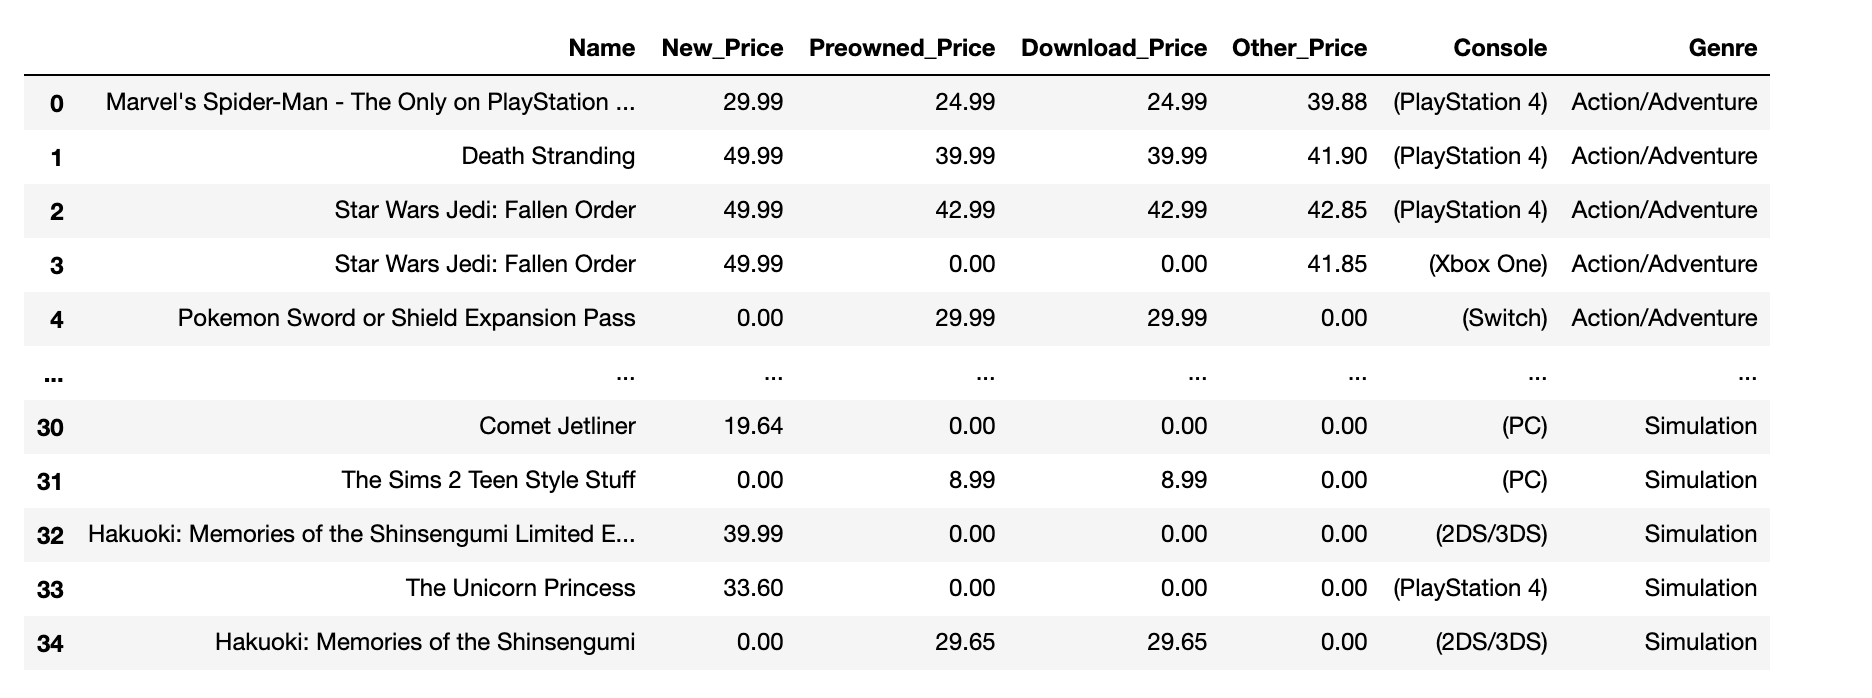 Name New_Price Preowned_Price Download_Price Other_Price Console Genre
0 Marvel's Spider-Man - The Only on PlayStation ... 29.99 24.99 24.99 39.88 (PlayStation 4) Action/Adventure
1 Death Stranding 49.99 39.99 39.99 41.90 (PlayStation 4) Action/Adventure
2 Star Wars Jedi: Fallen Order 49.99 42.99 42.99 42.85 (PlayStation 4) Action/Adventure
3 Star Wars Jedi: Fallen Order 49.99 0.00 0.00 41.85 (Xbox One) Action/Adventure
4 Pokemon Sword or Shield Expansion Pass 0.00 29.99 29.99 0.00 (Switch) Action/Adventure
... ... ... ... ... ... ... ...
30 Comet Jetliner 19.64 0.00 0.00 0.00 (PC) Simulation
31 The Sims 2 Teen Style Stuff 0.00 8.99 8.99 0.00 (PC) Simulation
32 Hakuoki: Memories of the Shinsengumi Limited E... 39.99 0.00 0.00 0.00 (2DS/3DS) Simulation
33 The Unicorn Princess 33.60 0.00 0.00 0.00 (PlayStation 4) Simulation
34 Hakuoki: Memories of the Shinsengumi 0.00 29.65 29.65 0.00 (2DS/3DS) Simulation